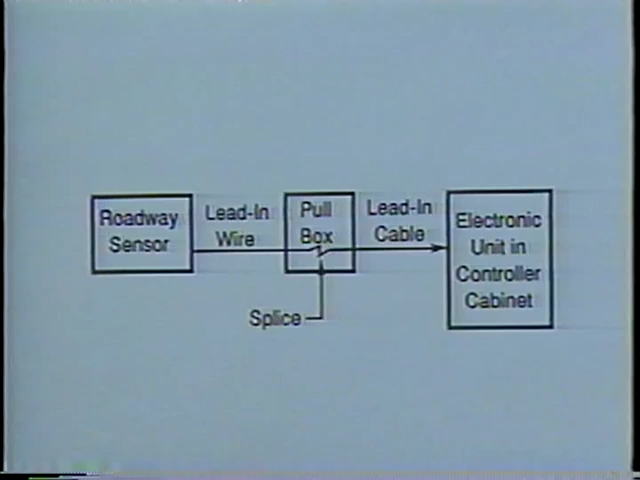 Roadway
Sensor
Lead-In
Wire
Pull
Box
Lead-In
Cable
Electronic
Unit in
Controller
Cabinet
Splice